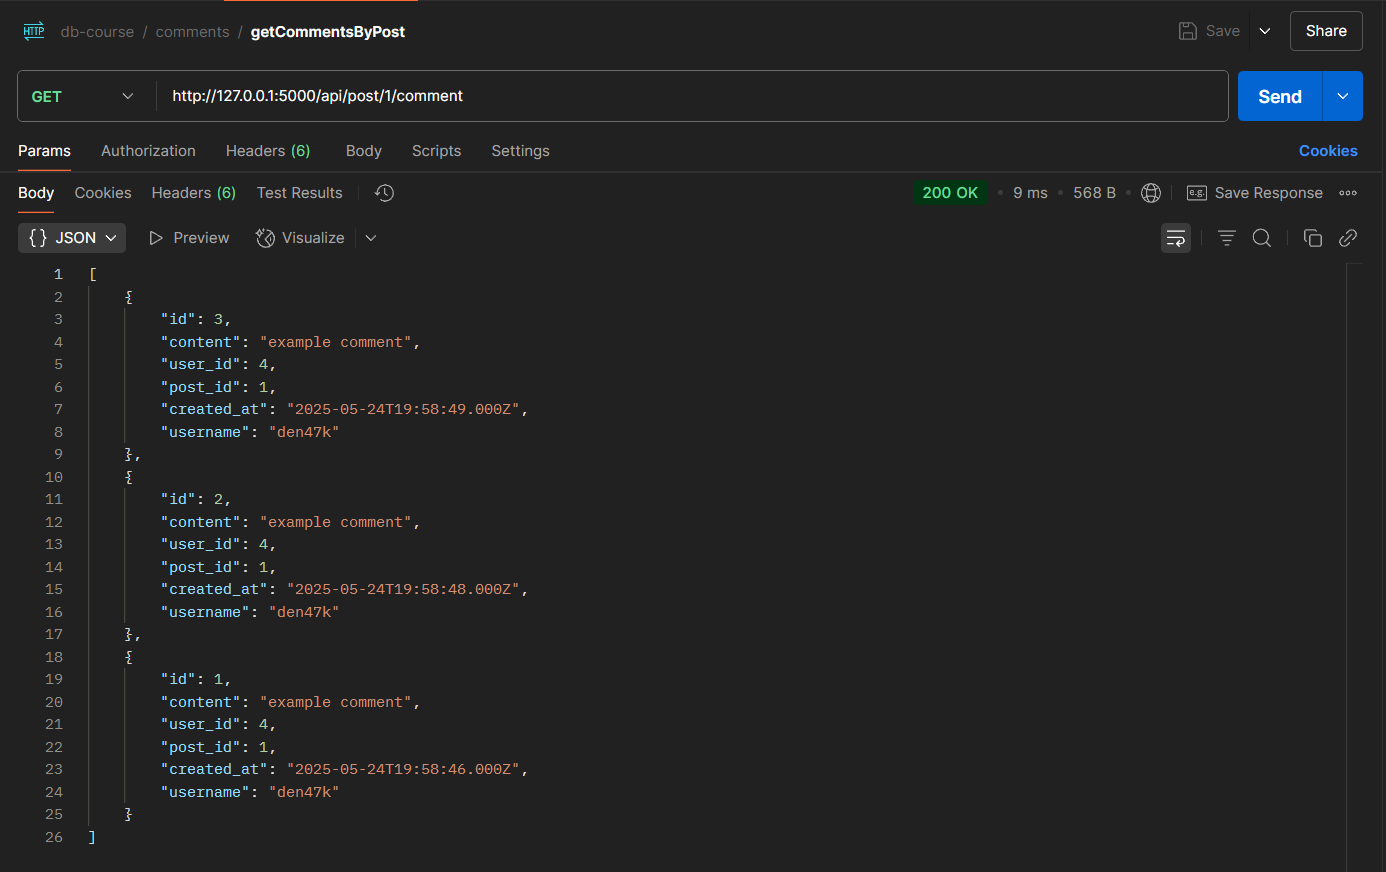 HTTP db-course / comments / getCommentsByPost Save Share
GET http://127.0.0.1:5000/api/post/1/comment Send
Params Authorization Headers (6) Body Scripts Settings Cookies
Body Cookies Headers (6) Test Results 200 OK • 9 ms • 568 B • e.g. Save Response
{} JSON Preview Visualize
1 [
2 {
3 "id": 3,
4 "content": "example comment",
5 "user_id": 4,
6 "post_id": 1,
7 "created_at": "2025-05-24T19:58:49.000Z",
8 "username": "den47k"
9 },
10 {
11 "id": 2,
12 "content": "example comment",
13 "user_id": 4,
14 "post_id": 1,
15 "created_at": "2025-05-24T19:58:48.000Z",
16 "username": "den47k"
17 },
18 {
19 "id": 1,
20 "content": "example comment",
21 "user_id": 4,
22 "post_id": 1,
23 "created_at": "2025-05-24T19:58:46.000Z",
24 "username": "den47k"
25 }
26 ]